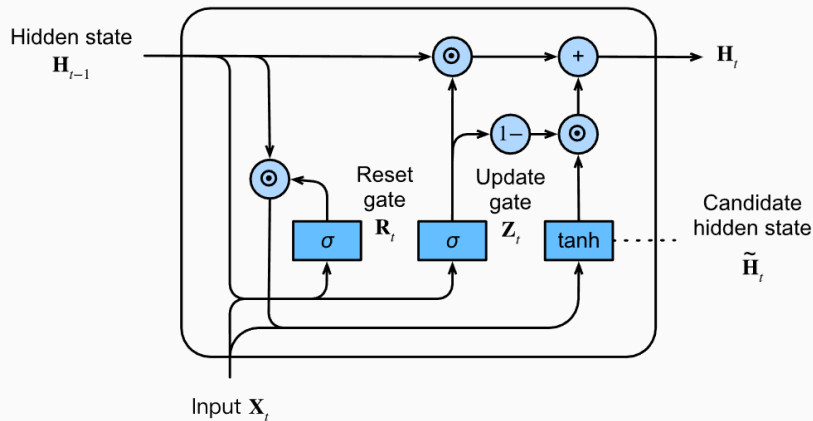 Hidden state
H_{t−1}
⊙
+
H_t
1−
⊙
⊙
Reset
gate
R_t
Update
gate
Z_t
σ
σ
tanh
Candidate
hidden state
H̃_t
Input X_t